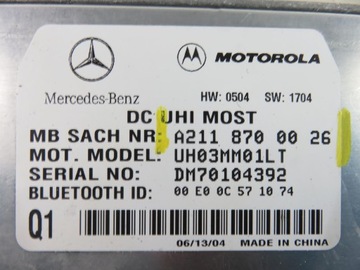 MOTOROLA
Mercedes-Benz HW: 0504 SW: 1704
DC UHI MOST
MB SACH NR: A211 870 00 26
MOT. MODEL: UH03MM01LT
SERIAL NO: DM70104392
BLUETOOTH ID: 00 E0 0C 57 10 74
Q1
06/13/04 MADE IN CHINA